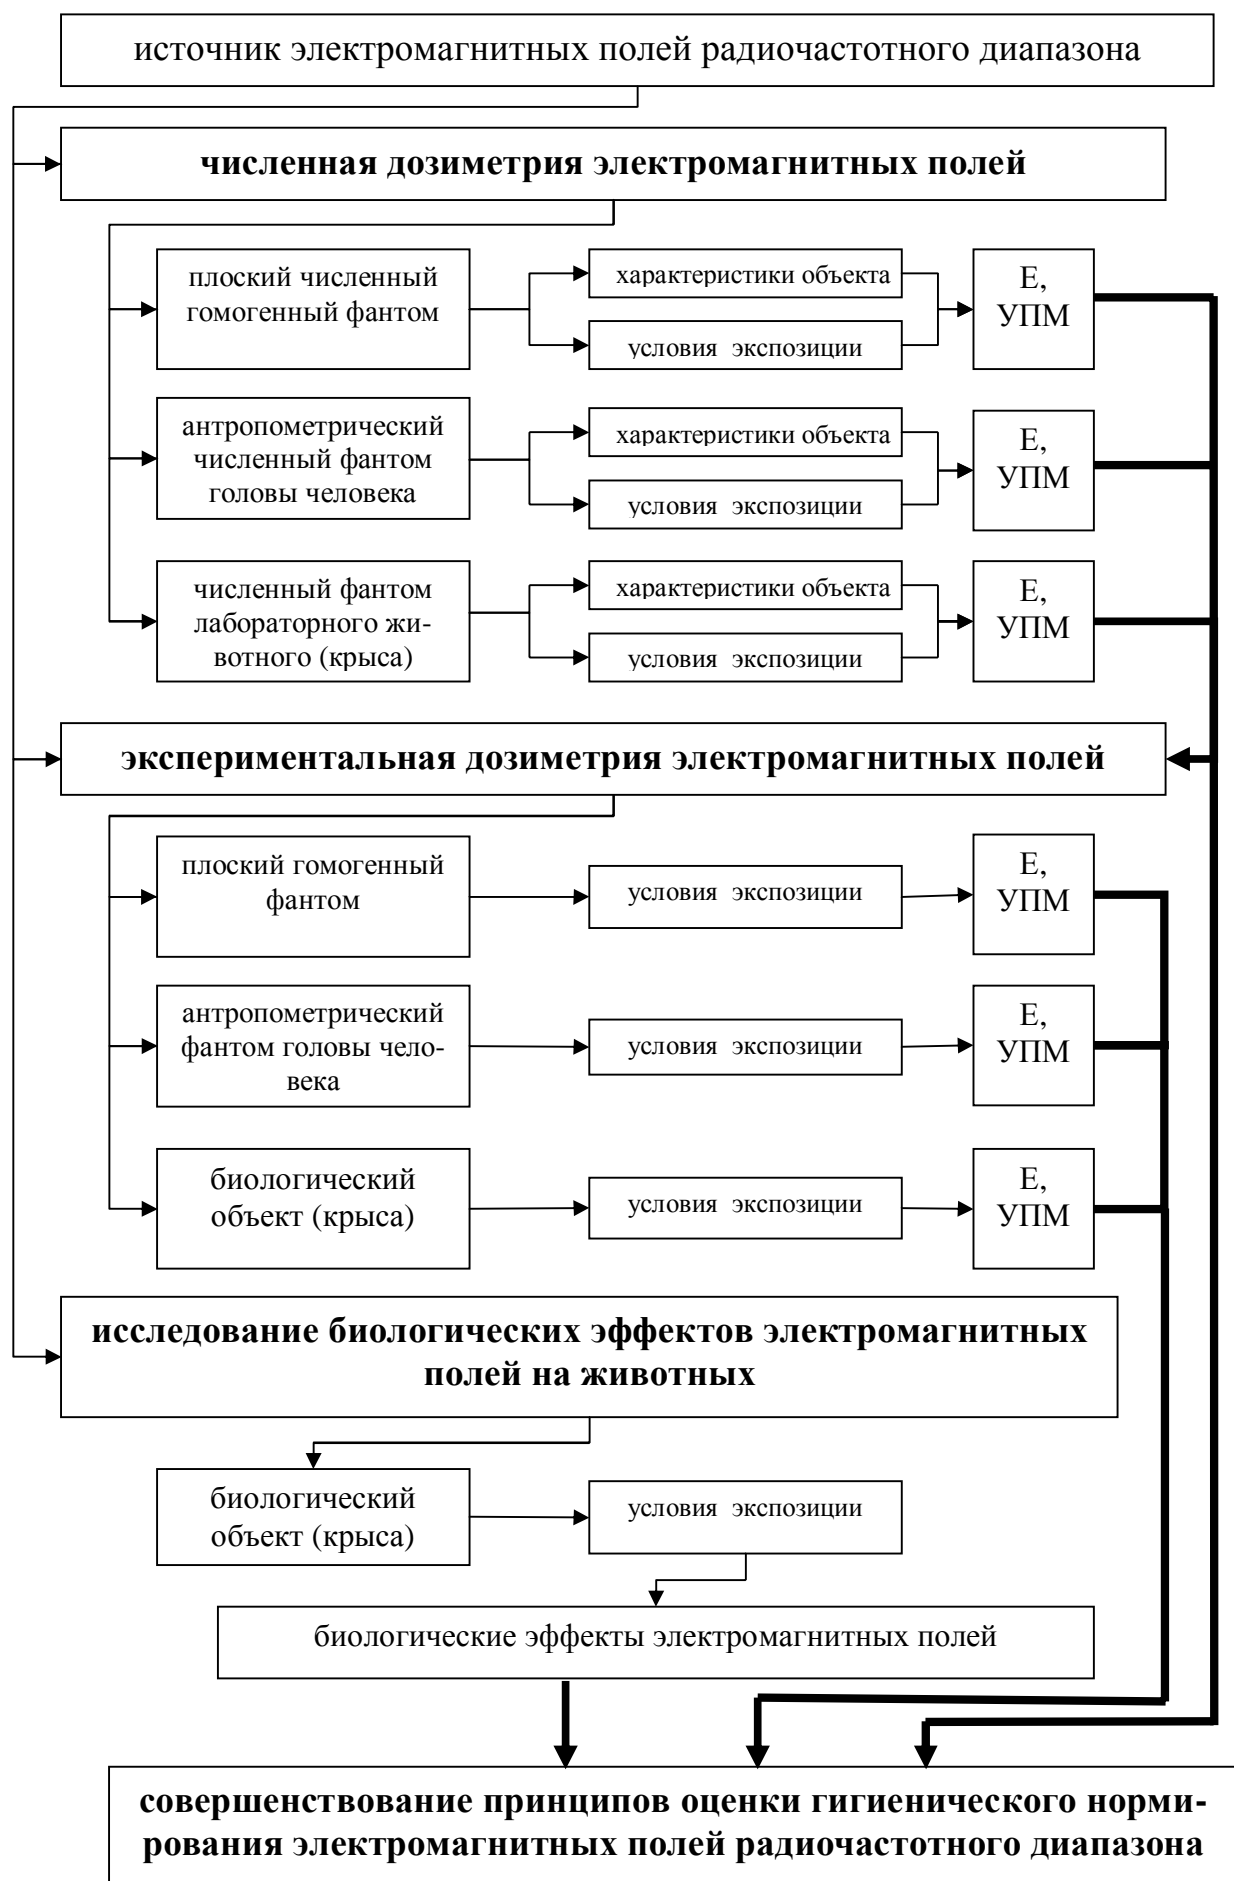 источник электромагнитных полей радиочастотного диапазона
численная дозиметрия электромагнитных полей
плоский численный
гомогенный фантом
характеристики объекта
условия экспозиции
Е,
УПМ
антропометрический
численный фантом
головы человека
характеристики объекта
условия экспозиции
Е,
УПМ
численный фантом
лабораторного жи-
вотного (крыса)
характеристики объекта
условия экспозиции
Е,
УПМ
экспериментальная дозиметрия электромагнитных полей
плоский гомогенный
фантом
условия экспозиции
Е,
УПМ
антропометрический
фантом головы чело-
века
условия экспозиции
Е,
УПМ
биологический
объект (крыса)
условия экспозиции
Е,
УПМ
исследование биологических эффектов электромагнитных
полей на животных
биологический
объект (крыса)
условия экспозиции
биологические эффекты электромагнитных полей
совершенствование принципов оценки гигиенического норми-
рования электромагнитных полей радиочастотного диапазона